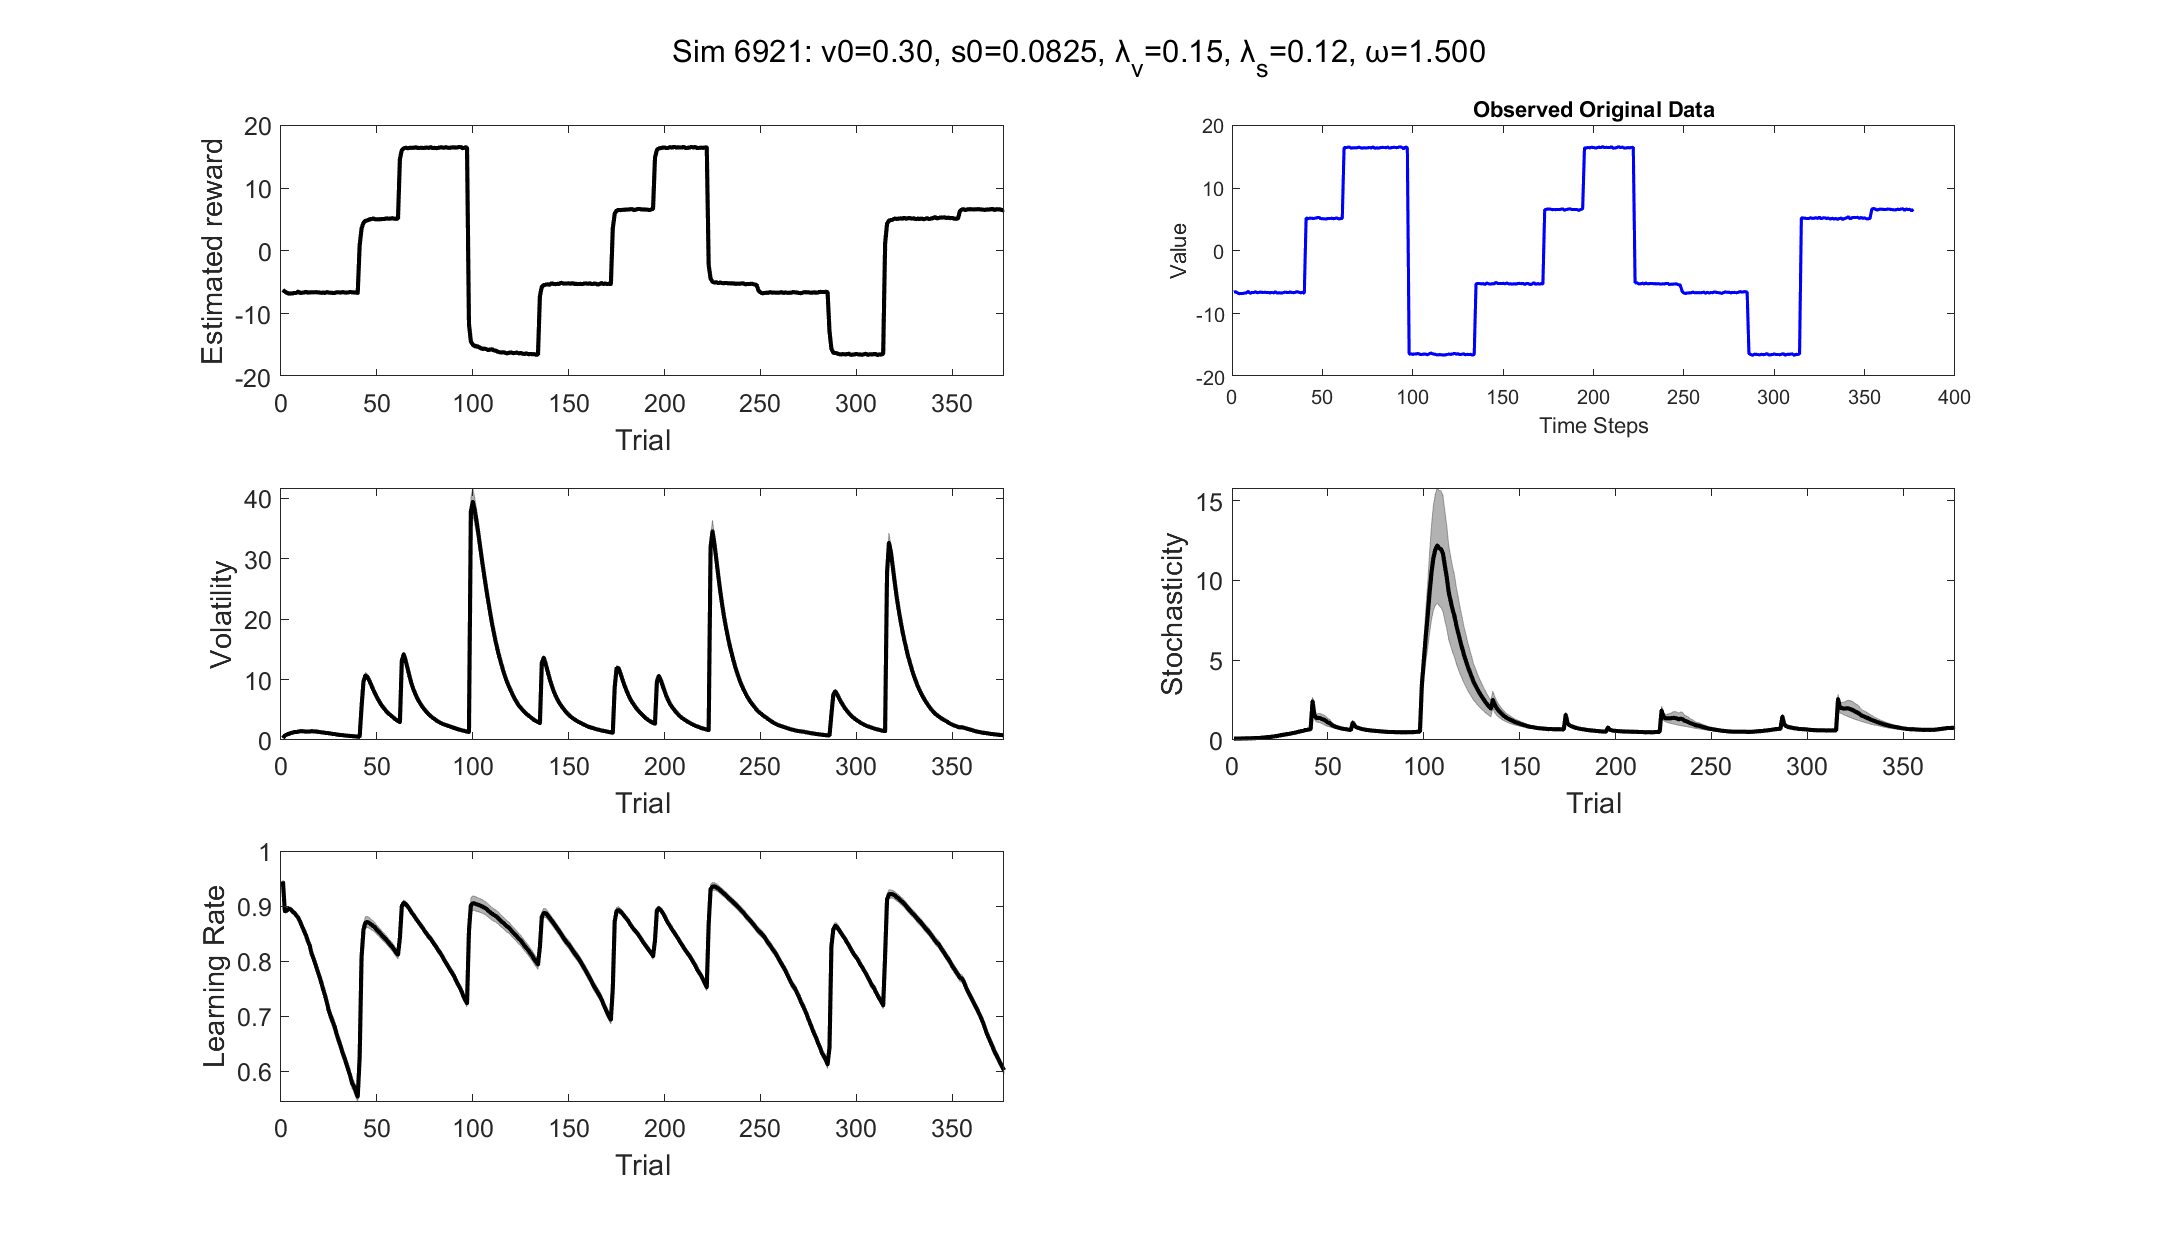 Sim 6921: v0=0.30, s0=0.0825, λ_v=0.15, λ_s=0.12, ω=1.500
Estimated reward
20
10
0
-10
-20
0 50 100 150 200 250 300 350
Trial
Observed Original Data
Value
20
10
0
-10
-20
0 50 100 150 200 250 300 350 400
Time Steps
Volatility
40
30
20
10
0
0 50 100 150 200 250 300 350
Trial
Stochasticity
15
10
5
0
0 50 100 150 200 250 300 350
Trial
Learning Rate
1
0.9
0.8
0.7
0.6
0 50 100 150 200 250 300 350
Trial